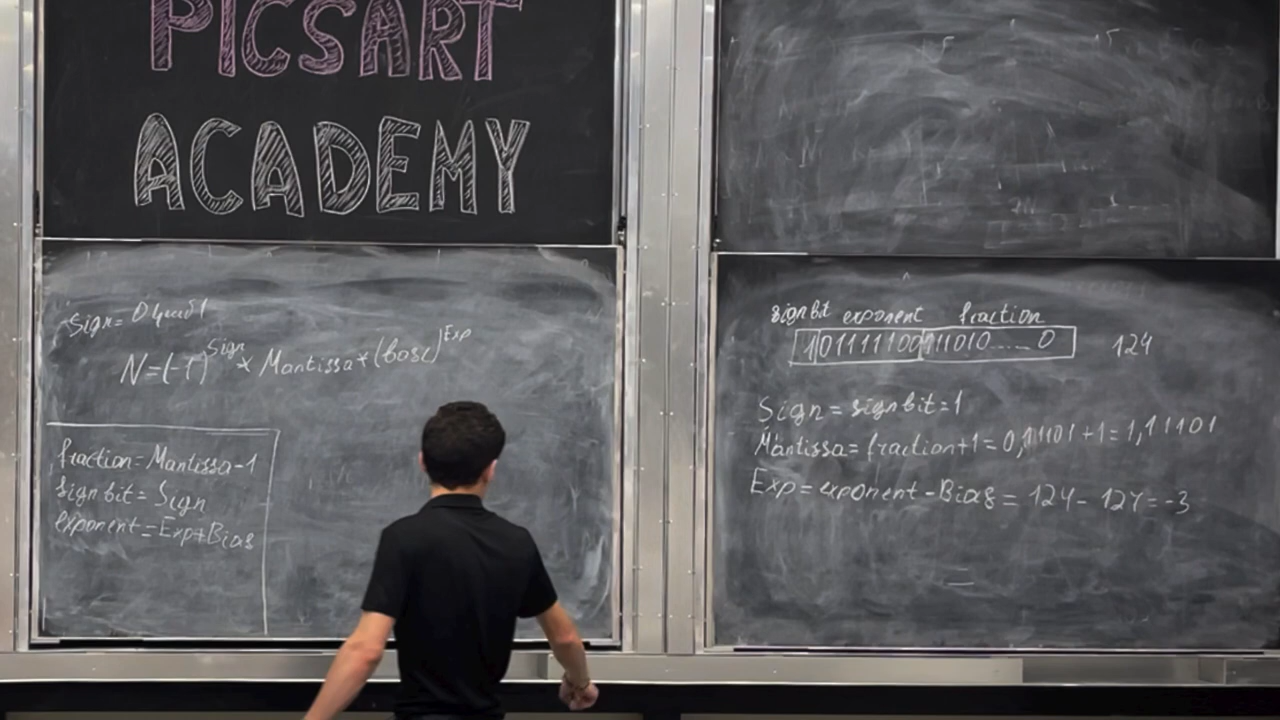 PICSART
ACADEMY
Sign= 0 կամ 1
N=(-1)^Sign × Mantissa*(base)^Exp
fraction=Mantissa-1
sign bit = Sign
exponent=Exp+Bias
sign bit exponent fraction
1 01111100 111010.....0 124
Sign = sign bit=1
Mantissa= fraction+1= 0,11101+1=1,11101
Exp=exponent-Bias= 124-127=-3